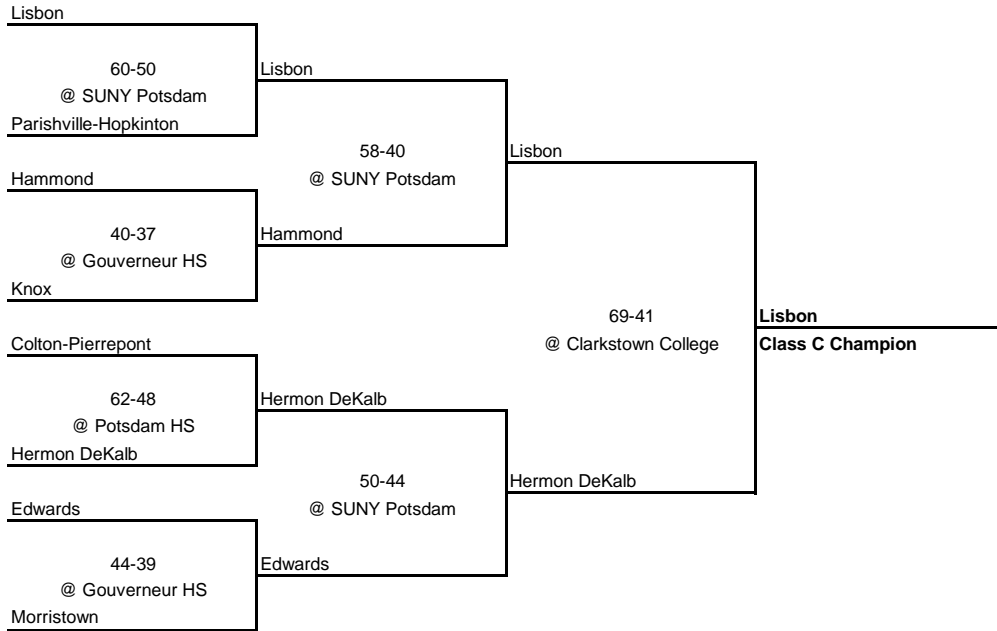 Lisbon
60-50
@ SUNY Potsdam
Parishville-Hopkinton
Lisbon
Hammond
40-37
@ Gouverneur HS
Knox
Hammond
58-40
@ SUNY Potsdam
Lisbon
Colton-Pierrepont
62-48
@ Potsdam HS
Hermon DeKalb
Hermon DeKalb
Edwards
44-39
@ Gouverneur HS
Morristown
Edwards
50-44
@ SUNY Potsdam
Hermon DeKalb
69-41
@ Clarkstown College
Lisbon
Class C Champion